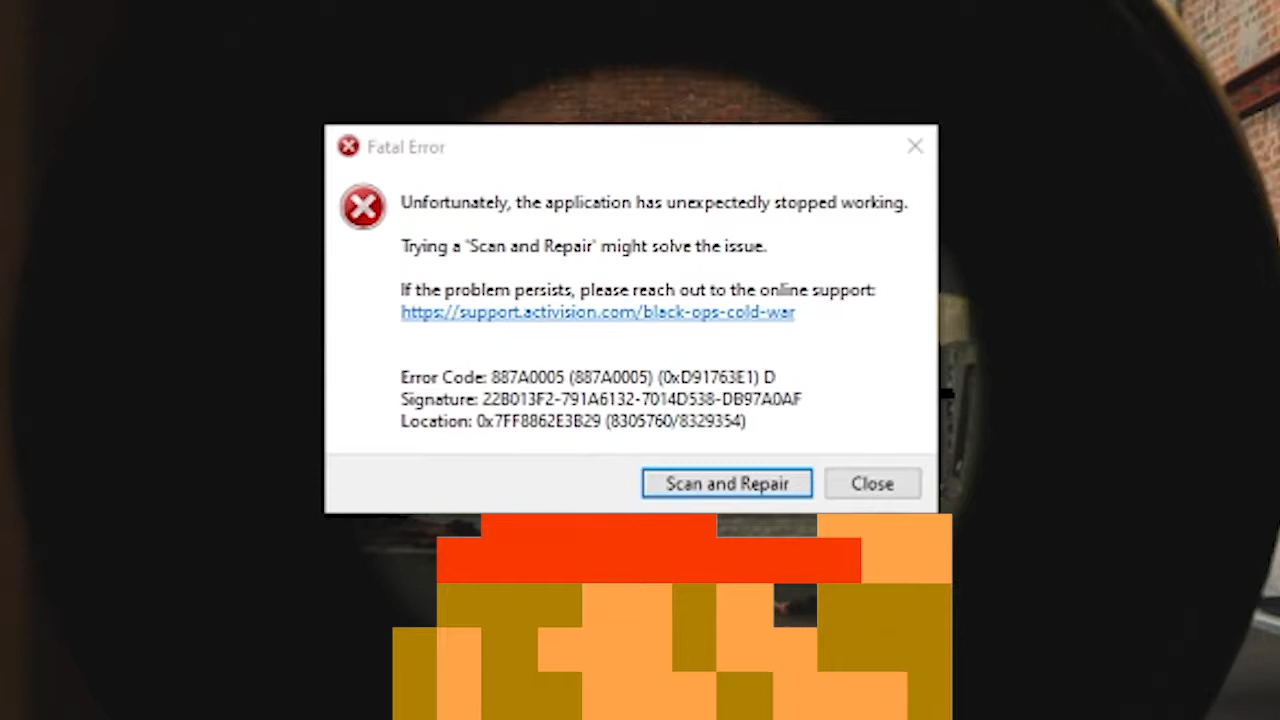 Fatal Error
Unfortunately, the application has unexpectedly stopped working.
Trying a 'Scan and Repair' might solve the issue.
If the problem persists, please reach out to the online support:
https://support.activision.com/black-ops-cold-war
Error Code: 887A0005 (887A0005) (0xD91763E1) D
Signature: 22B013F2-791A6132-7014D538-DB97A0AF
Location: 0x7FF8862E3B29 (8305760/8329354)
Scan and Repair
Close